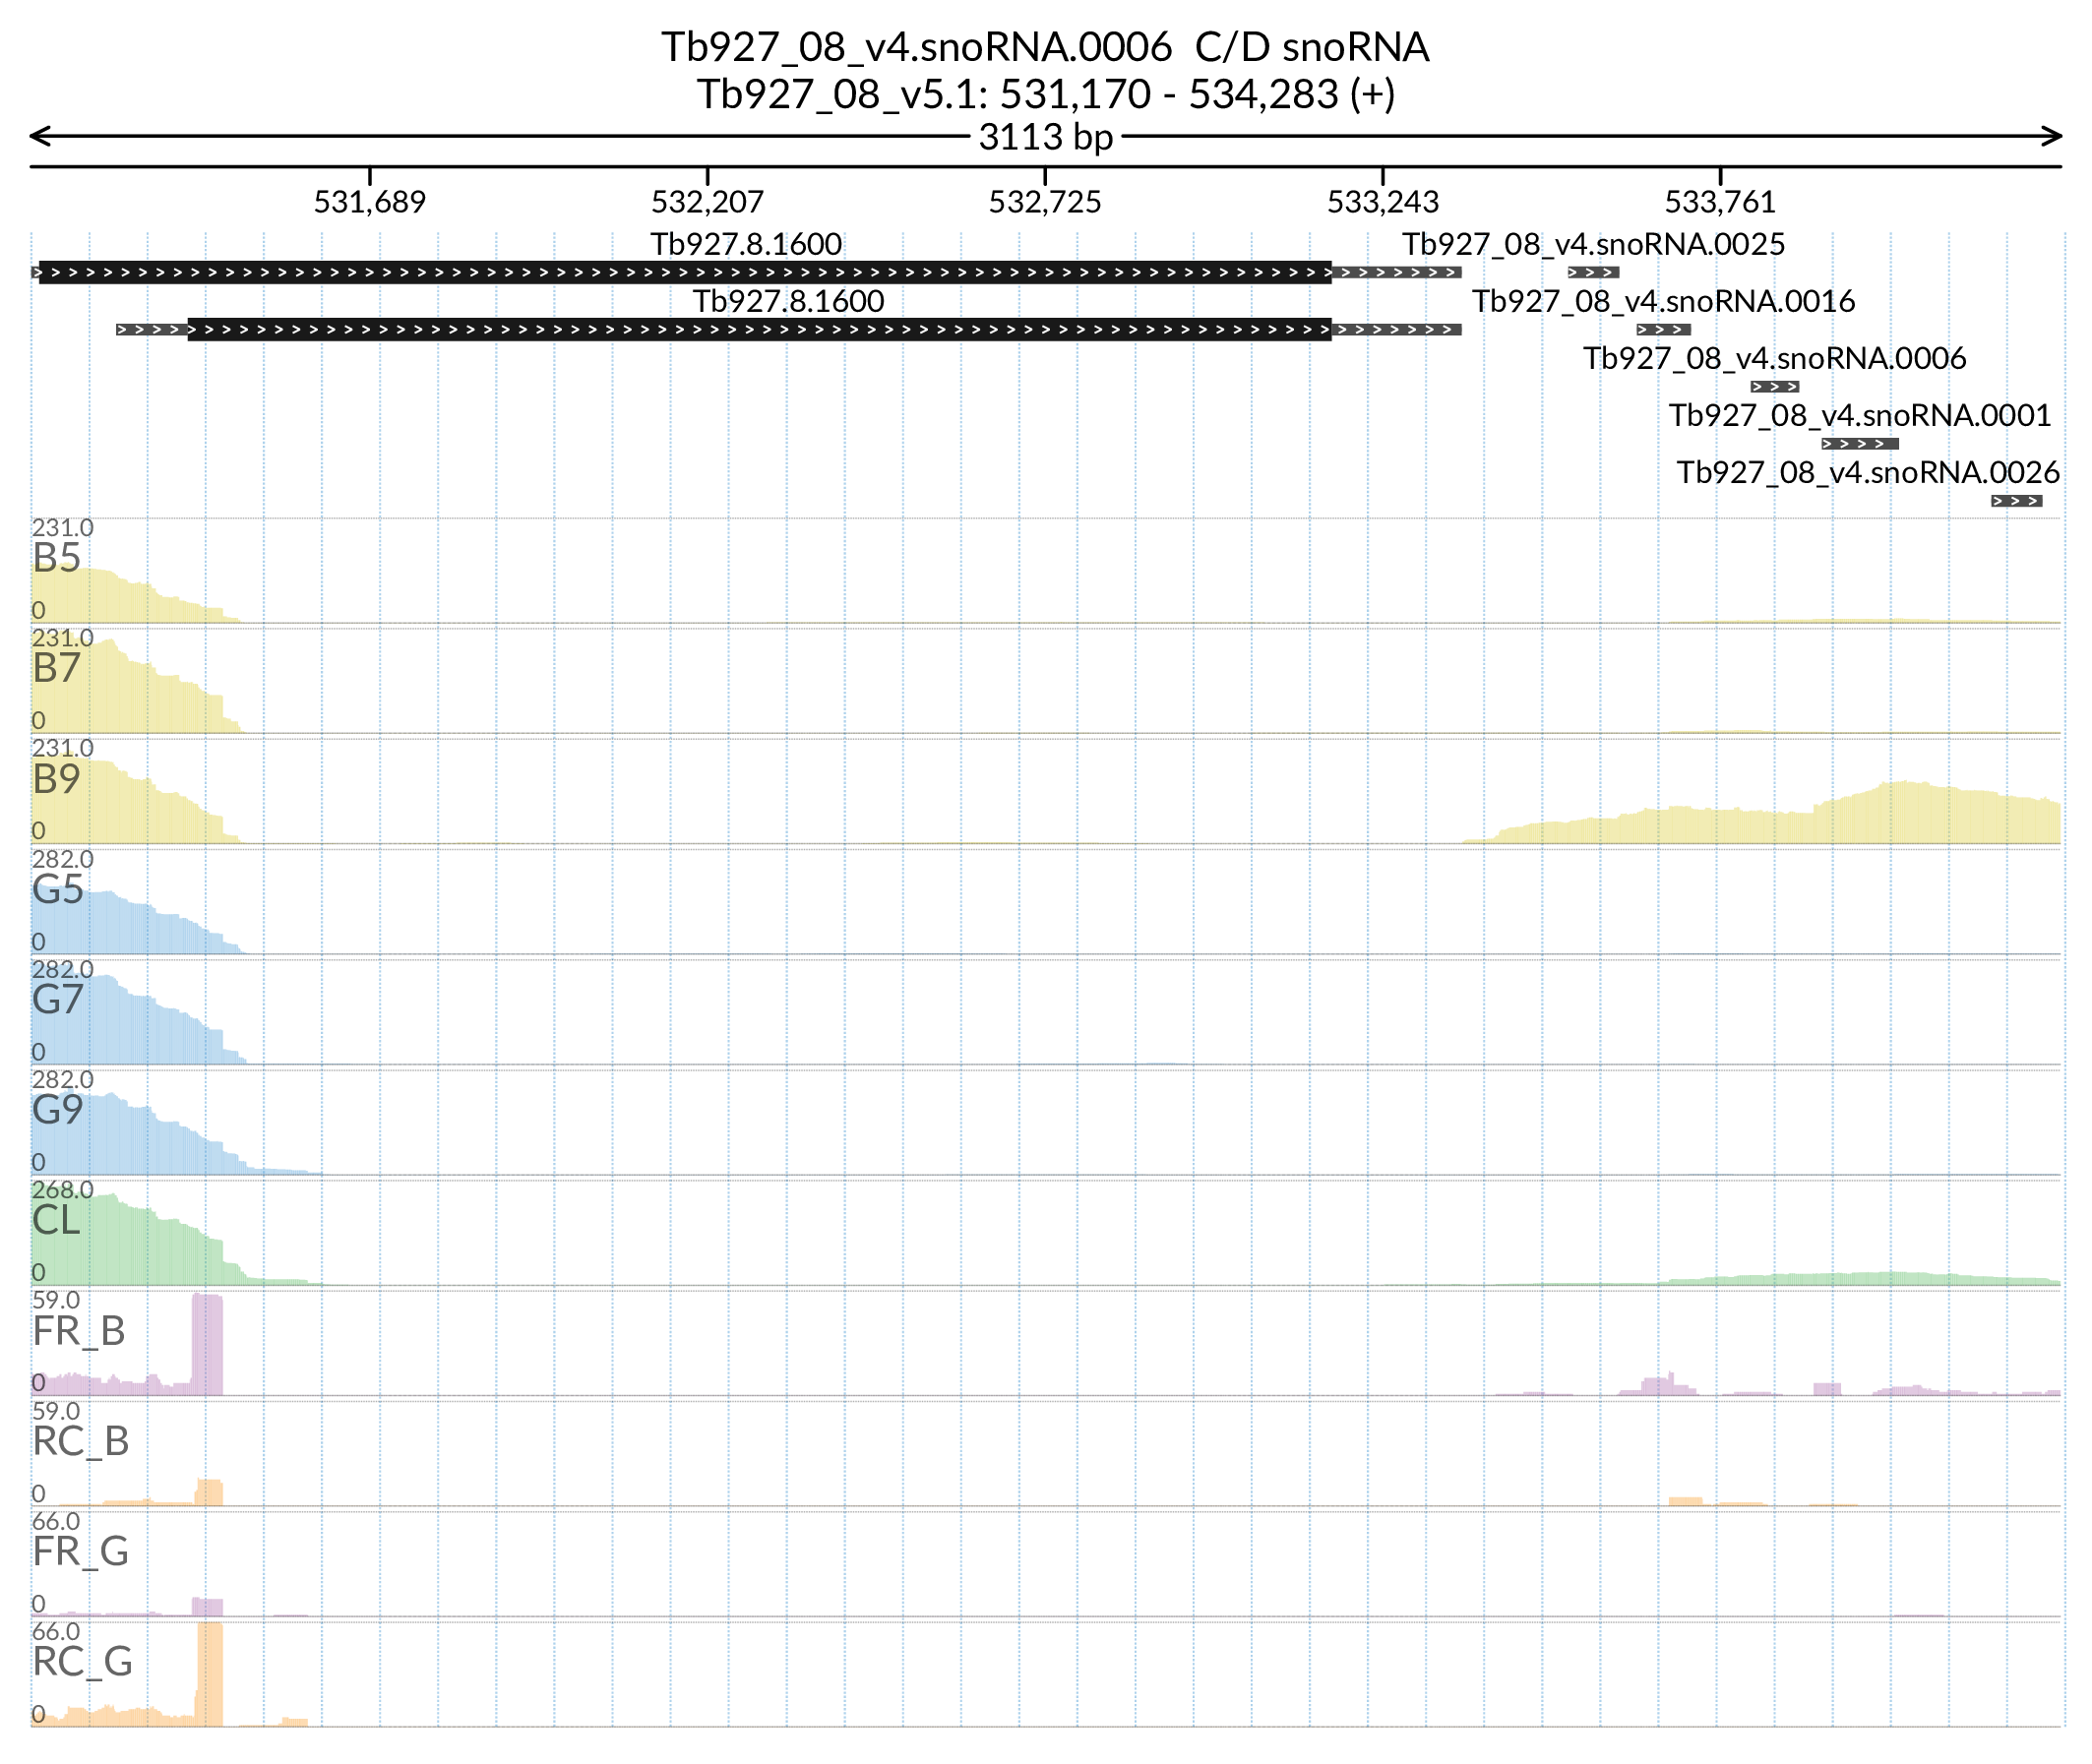 Tb927_08_v4.snoRNA.0006  C/D snoRNA
Tb927_08_v5.1: 531,170 - 534,283 (+)
3113 bp
531,689 532,207 532,725 533,243 533,761
Tb927.8.1600 Tb927_08_v4.snoRNA.0025
Tb927.8.1600 Tb927_08_v4.snoRNA.0016
Tb927_08_v4.snoRNA.0006
Tb927_08_v4.snoRNA.0001
Tb927_08_v4.snoRNA.0026
231.0
B5
0
231.0
B7
0
231.0
B9
0
282.0
G5
0
282.0
G7
0
282.0
G9
0
268.0
CL
0
59.0
FR_B
0
59.0
RC_B
0
66.0
FR_G
0
66.0
RC_G
0